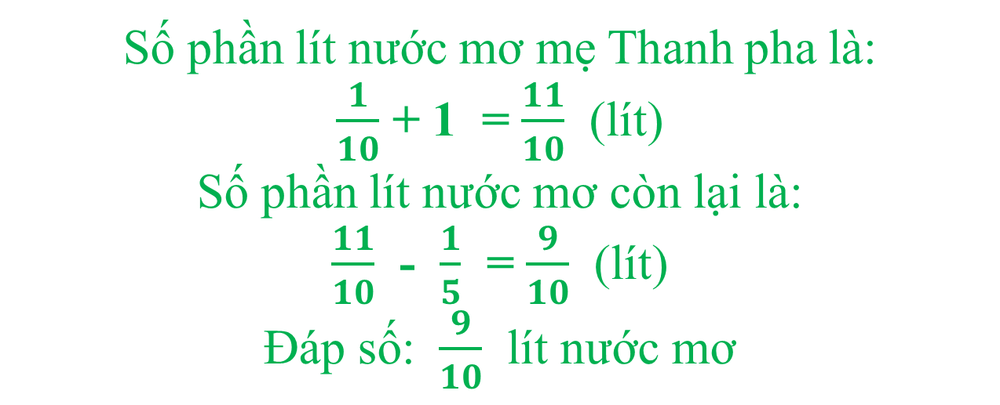 Số phần lít nước mơ mẹ Thanh pha là:
1/10 + 1 = 11/10 (lít)
Số phần lít nước mơ còn lại là:
11/10 - 1/5 = 9/10 (lít)
Đáp số: 9/10 lít nước mơ